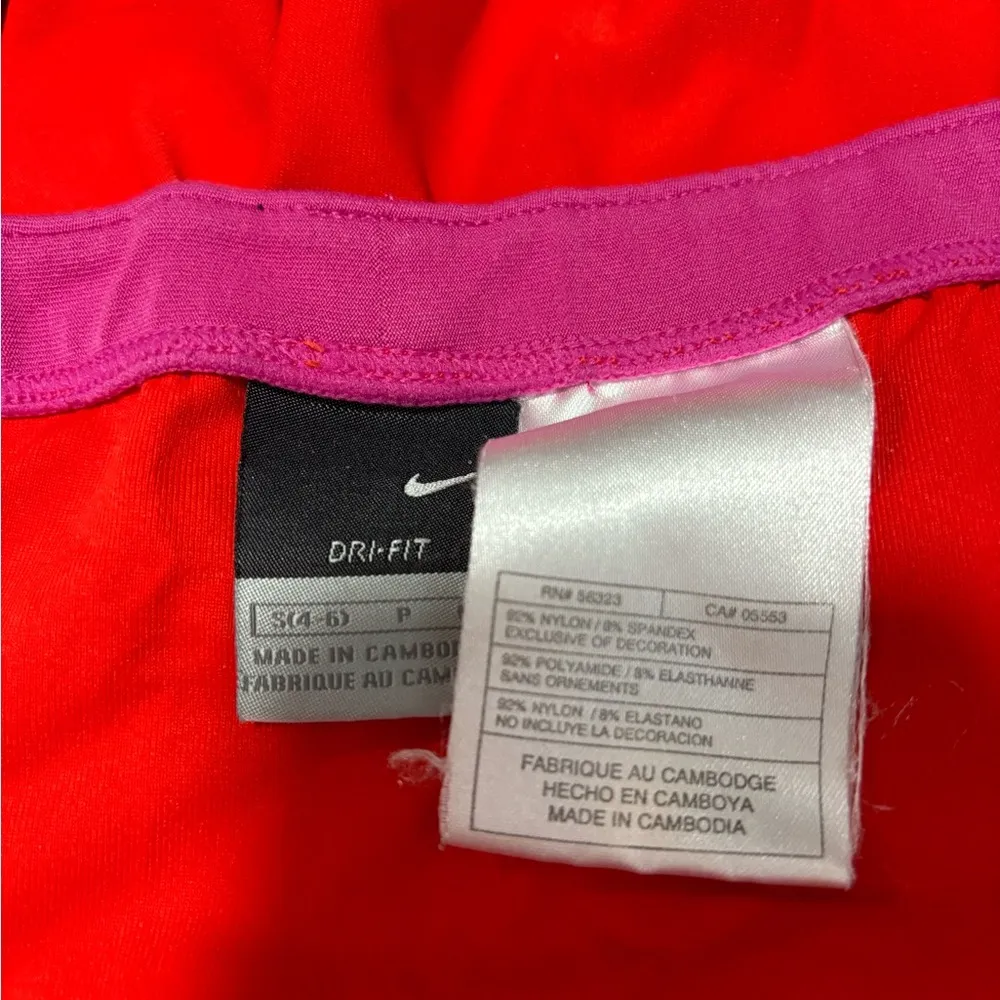 DRI-FIT
S(4-6) P
MADE IN CAMBO
FABRIQUE AU CAM
RN# 56323 CA# 05553
92% NYLON / 8% SPANDEX
EXCLUSIVE OF DECORATION
92% POLYAMIDE / 8% ELASTHANNE
SANS ORNEMENTS
92% NYLON / 8% ELASTANO
NO INCLUYE LA DECORACION
FABRIQUE AU CAMBODGE
HECHO EN CAMBOYA
MADE IN CAMBODIA